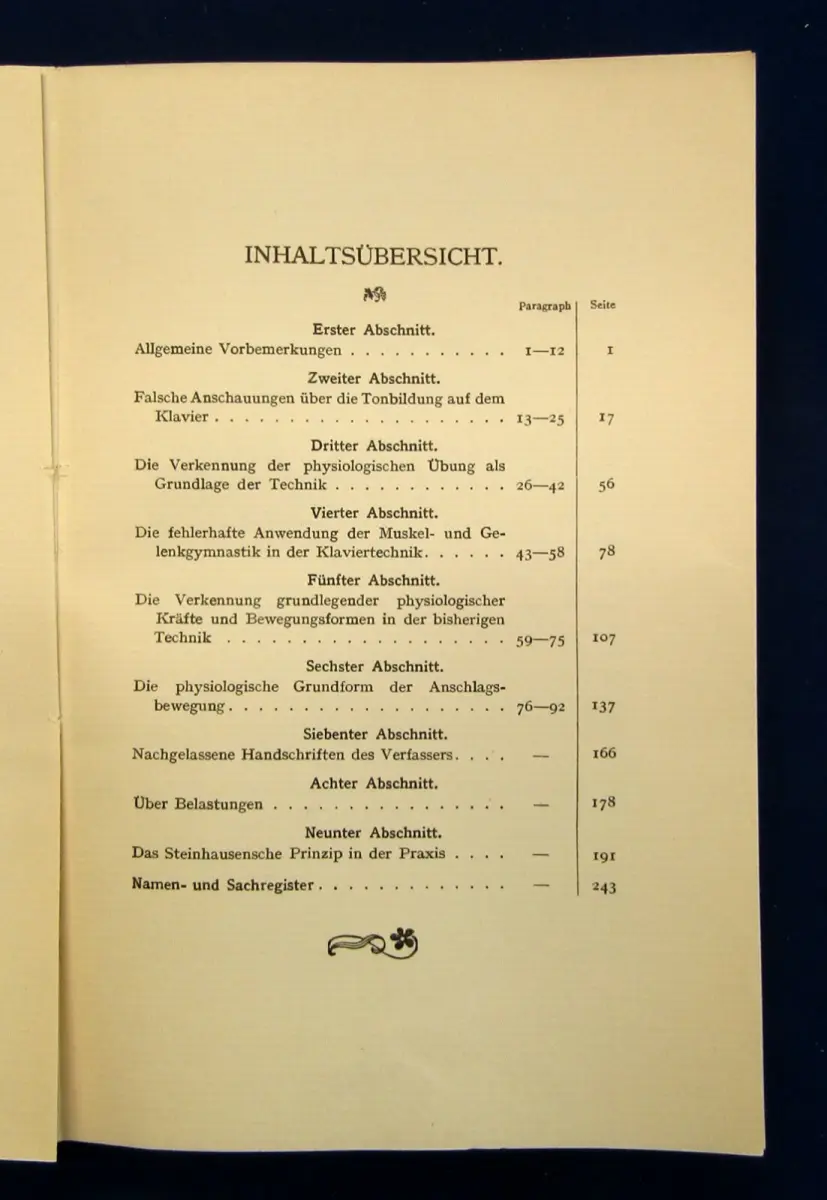 INHALTSÜBERSICHT.
Paragraph Seite
Erster Abschnitt.
Allgemeine Vorbemerkungen . . . . . . . . . . . 1—12 1
Zweiter Abschnitt.
Falsche Anschauungen über die Tonbildung auf dem
Klavier . . . . . . . . . . . . . . . . . . . . 13—25 17
Dritter Abschnitt.
Die Verkennung der physiologischen Übung als
Grundlage der Technik . . . . . . . . . . . . 26—42 56
Vierter Abschnitt.
Die fehlerhafte Anwendung der Muskel- und Ge-
lenkgymnastik in der Klaviertechnik. . . . . . 43—58 78
Fünfter Abschnitt.
Die Verkennung grundlegender physiologischer
Kräfte und Bewegungsformen in der bisherigen
Technik . . . . . . . . . . . . . . . . . . . 59—75 107
Sechster Abschnitt.
Die physiologische Grundform der Anschlags-
bewegung. . . . . . . . . . . . . . . . . . . 76—92 137
Siebenter Abschnitt.
Nachgelassene Handschriften des Verfassers. . . . — 166
Achter Abschnitt.
Über Belastungen . . . . . . . . . . . . . . . . — 178
Neunter Abschnitt.
Das Steinhausensche Prinzip in der Praxis . . . . — 191
Namen- und Sachregister. . . . . . . . . . . . . — 243